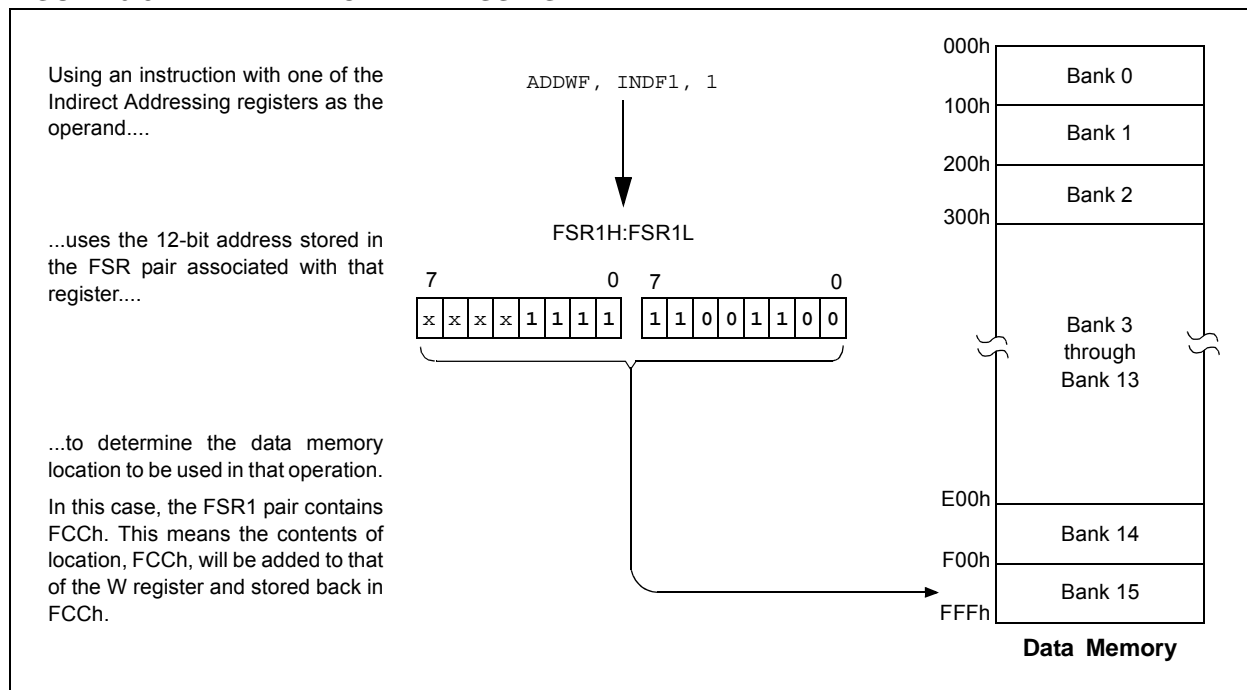 Using an instruction with one of the
Indirect Addressing registers as the
operand....
ADDWF, INDF1, 1
...uses the 12-bit address stored in
the FSR pair associated with that
register....
FSR1H:FSR1L
7 0 7 0
x x x x 1 1 1 1 1 1 0 0 1 1 0 0
...to determine the data memory
location to be used in that operation.
In this case, the FSR1 pair contains
FCCh. This means the contents of
location, FCCh, will be added to that
of the W register and stored back in
FCCh.
000h
Bank 0
100h
Bank 1
200h
Bank 2
300h
Bank 3
through
Bank 13
E00h
Bank 14
F00h
Bank 15
FFFh
Data Memory